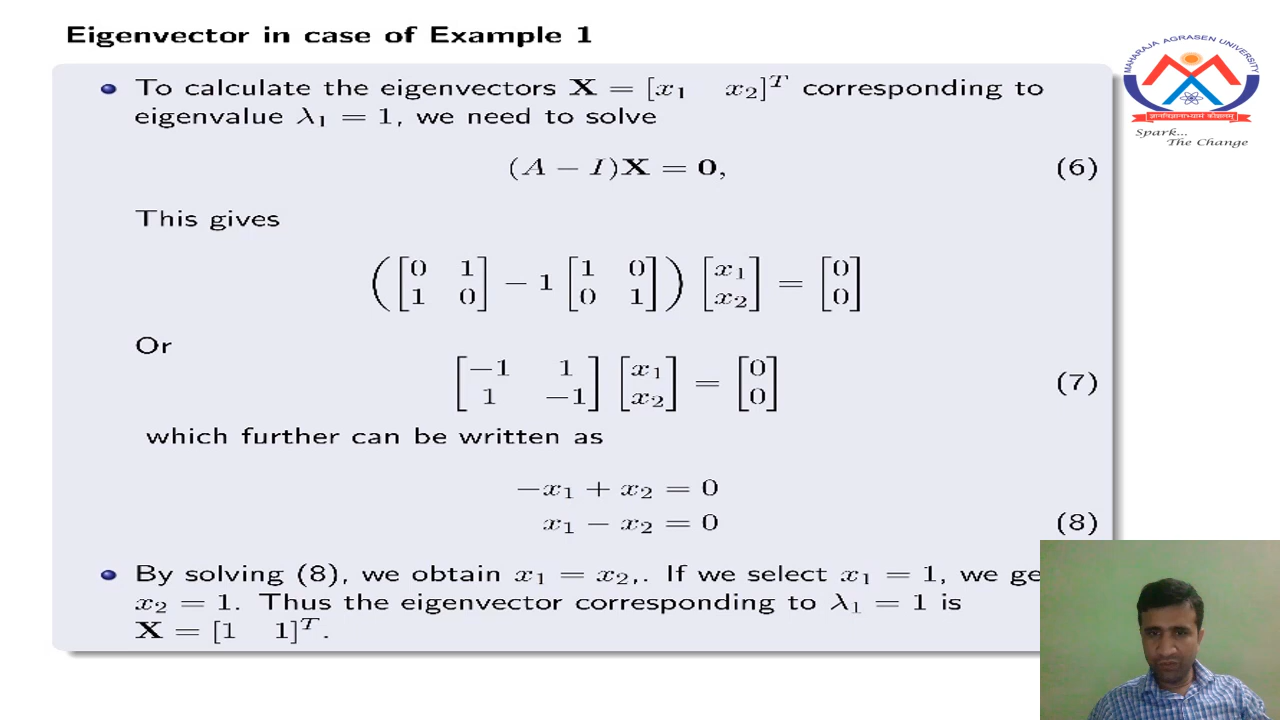 Eigenvector in case of Example 1
MAHARAJA AGRASEN UNIVERSITY
Spark...
The Change
To calculate the eigenvectors X = [x₁ x₂]ᵀ corresponding to
eigenvalue λ₁ = 1, we need to solve
(A − I)X = 0, (6)
This gives
([0 1; 1 0] − 1 [1 0; 0 1]) [x₁; x₂] = [0; 0]
Or
[−1 1; 1 −1] [x₁; x₂] = [0; 0] (7)
which further can be written as
−x₁ + x₂ = 0
x₁ − x₂ = 0 (8)
By solving (8), we obtain x₁ = x₂,. If we select x₁ = 1, we ge
x₂ = 1. Thus the eigenvector corresponding to λ₁ = 1 is
X = [1 1]ᵀ.